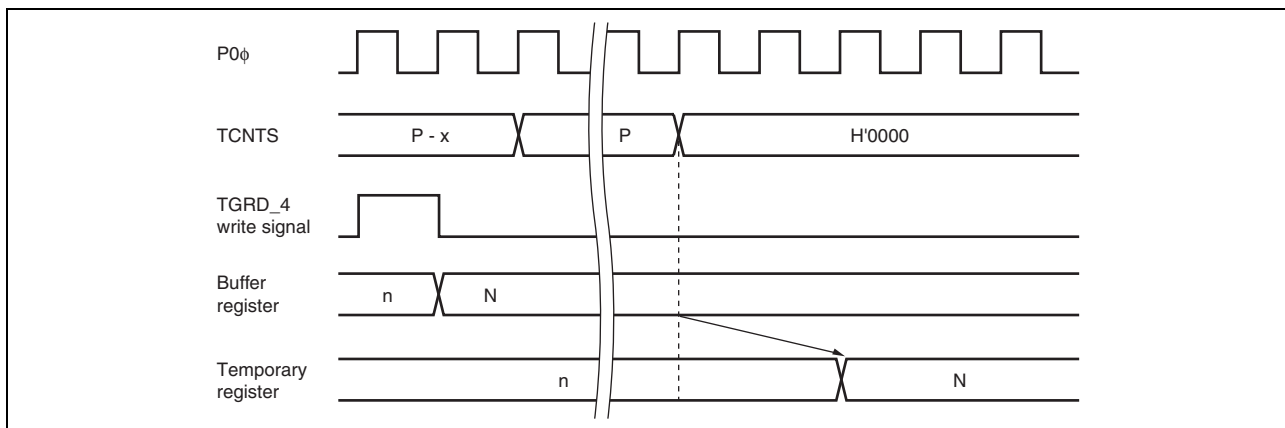 P0ϕ
TCNTS
P - x
P
H'0000
TGRD_4
write signal
Buffer
register
n
N
Temporary
register
n
N